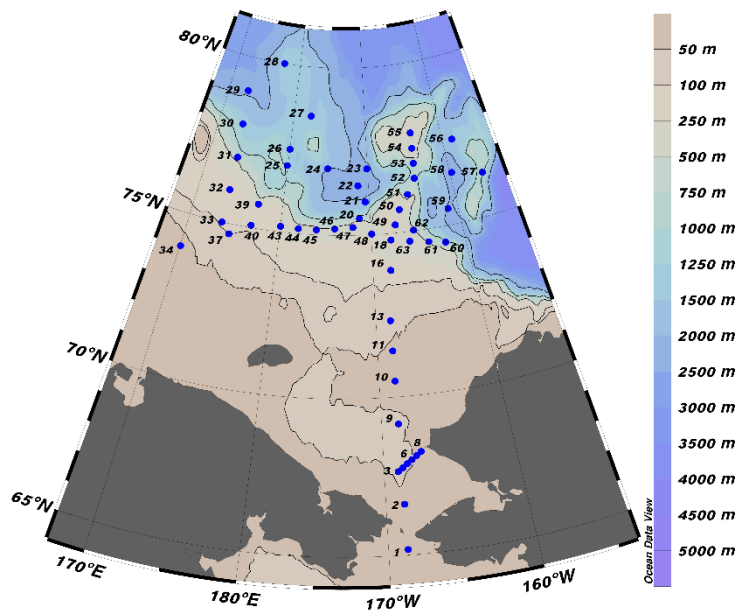 80°N
28
29
27
30
55
56
54
26
31
53
23
24
25
52
58
57
22
32
51
75°N
39
21
50
59
20
49
33
62
40
43
44
45
46
47
48
37
18
63
61
60
34
16
13
11
70°N
10
9
8
6
3
2
65°N
1
170°E
180°E
170°W
160°W
50 m
100 m
250 m
500 m
750 m
1000 m
1250 m
1500 m
2000 m
2500 m
3000 m
4000 m
4500 m
5000 m
Ocean Data View